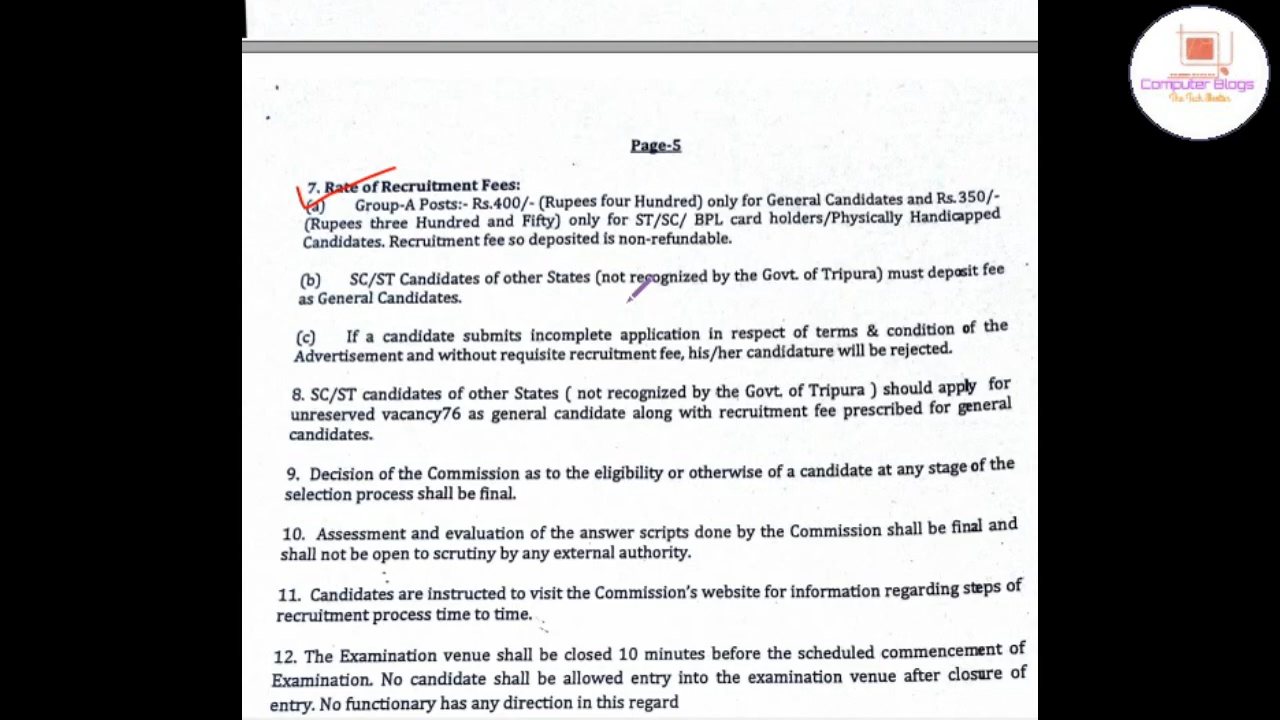 Computer Blogs
The Tech Mentor
Page-5
7. Rate of Recruitment Fees:
(a) Group-A Posts:- Rs.400/- (Rupees four Hundred) only for General Candidates and Rs.350/-
(Rupees three Hundred and Fifty) only for ST/SC/ BPL card holders/Physically Handicapped
Candidates. Recruitment fee so deposited is non-refundable.
(b) SC/ST Candidates of other States (not recognized by the Govt. of Tripura) must deposit fee
as General Candidates.
(c) If a candidate submits incomplete application in respect of terms & condition of the
Advertisement and without requisite recruitment fee, his/her candidature will be rejected.
8. SC/ST candidates of other States ( not recognized by the Govt. of Tripura ) should apply for
unreserved vacancy76 as general candidate along with recruitment fee prescribed for general
candidates.
9. Decision of the Commission as to the eligibility or otherwise of a candidate at any stage of the
selection process shall be final.
10. Assessment and evaluation of the answer scripts done by the Commission shall be final and
shall not be open to scrutiny by any external authority.
11. Candidates are instructed to visit the Commission's website for information regarding steps of
recruitment process time to time.
12. The Examination venue shall be closed 10 minutes before the scheduled commencement of
Examination. No candidate shall be allowed entry into the examination venue after closure of
entry. No functionary has any direction in this regard